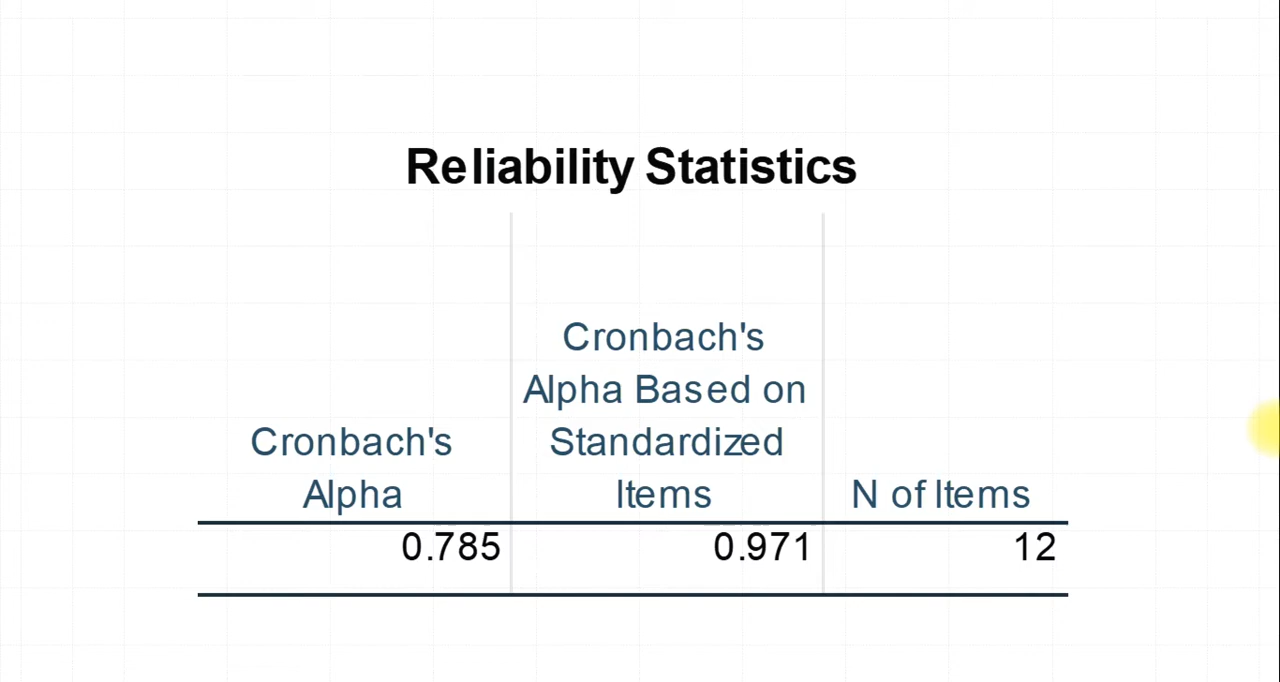 Reliability Statistics
Cronbach's
Alpha
Cronbach's
Alpha Based on
Standardized
Items
N of Items
0.785 0.971 12